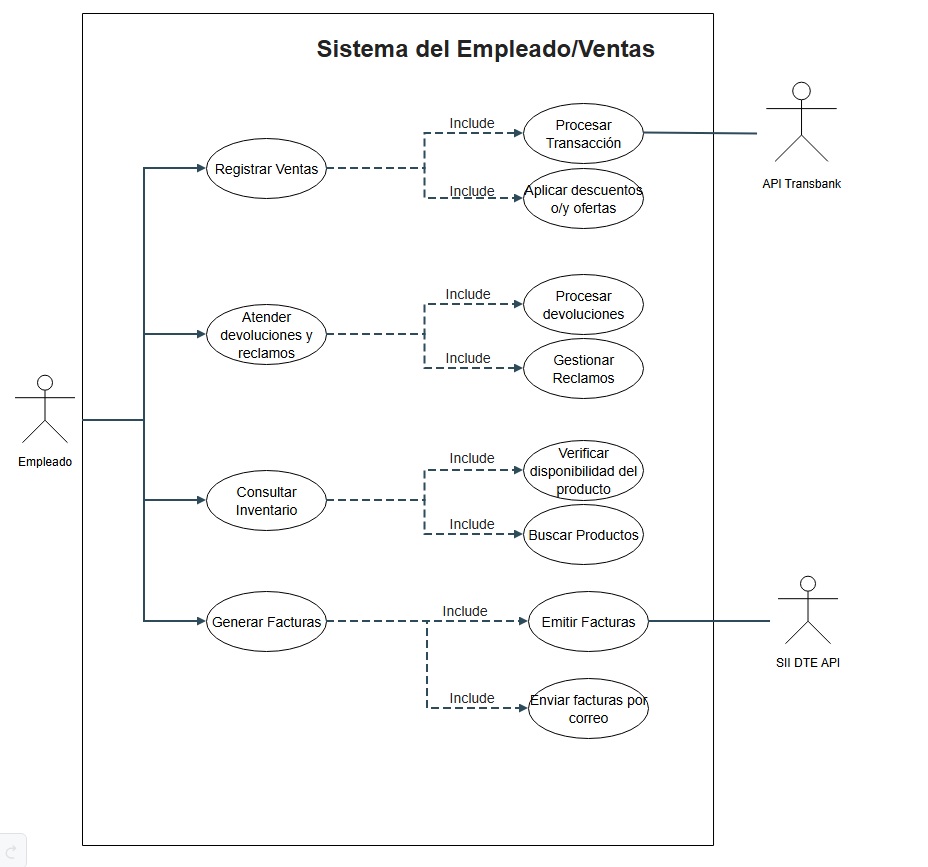 Sistema del Empleado/Ventas
Include
Procesar
Transacción
API Transbank
Registrar Ventas
Include
Aplicar descuentos
o/y ofertas
Include
Procesar
devoluciones
Atender
devoluciones y
reclamos
Include
Gestionar
Reclamos
Empleado
Include
Verificar
disponibilidad del
producto
Consultar
Inventario
Include
Buscar Productos
Generar Facturas
Include
Emitir Facturas
SII DTE API
Include
Enviar facturas por
correo